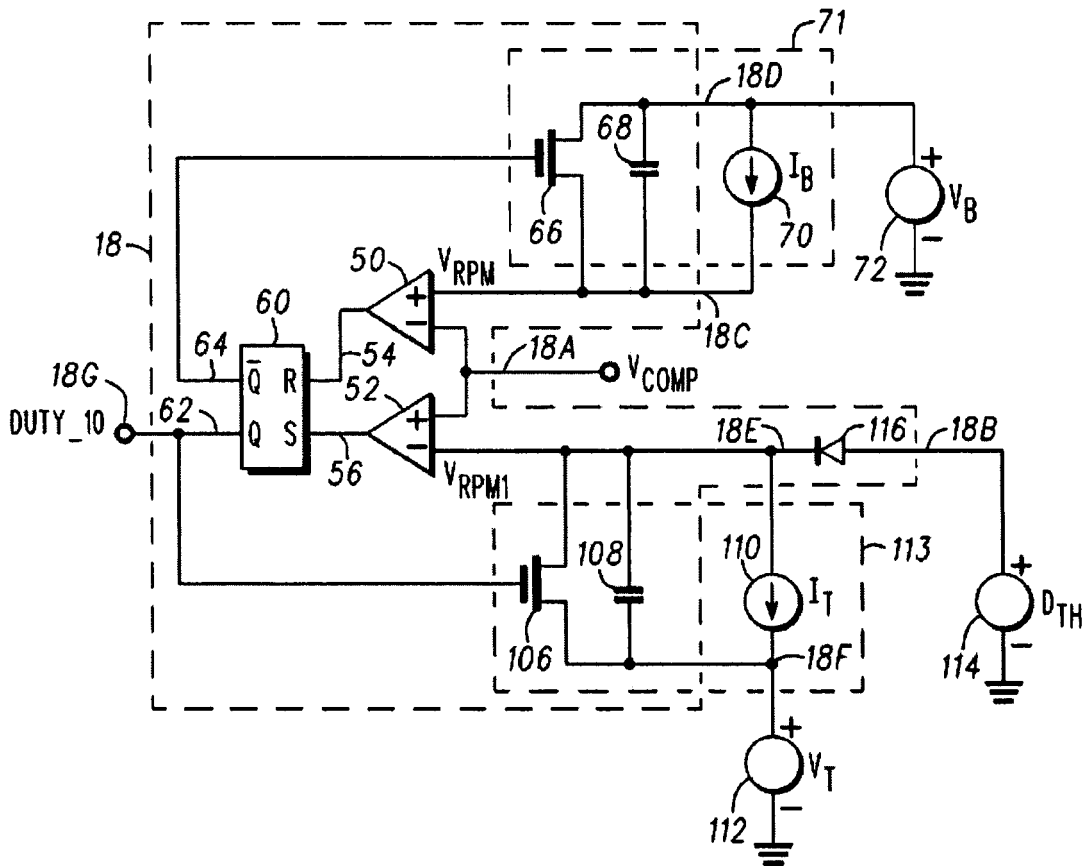 71
18D
68
I_B
+
V_B
66
70
−
18
50
V_RPM
72
60
+
−
18C
64
Q̅ R
54
18A
V_COMP
18G
52
DUTY_10
62
Q S
+
−
56
18E
116
18B
V_RPM1
108
110
113
I_T
+
D_TH
106
18F
−
114
+
V_T
−
112